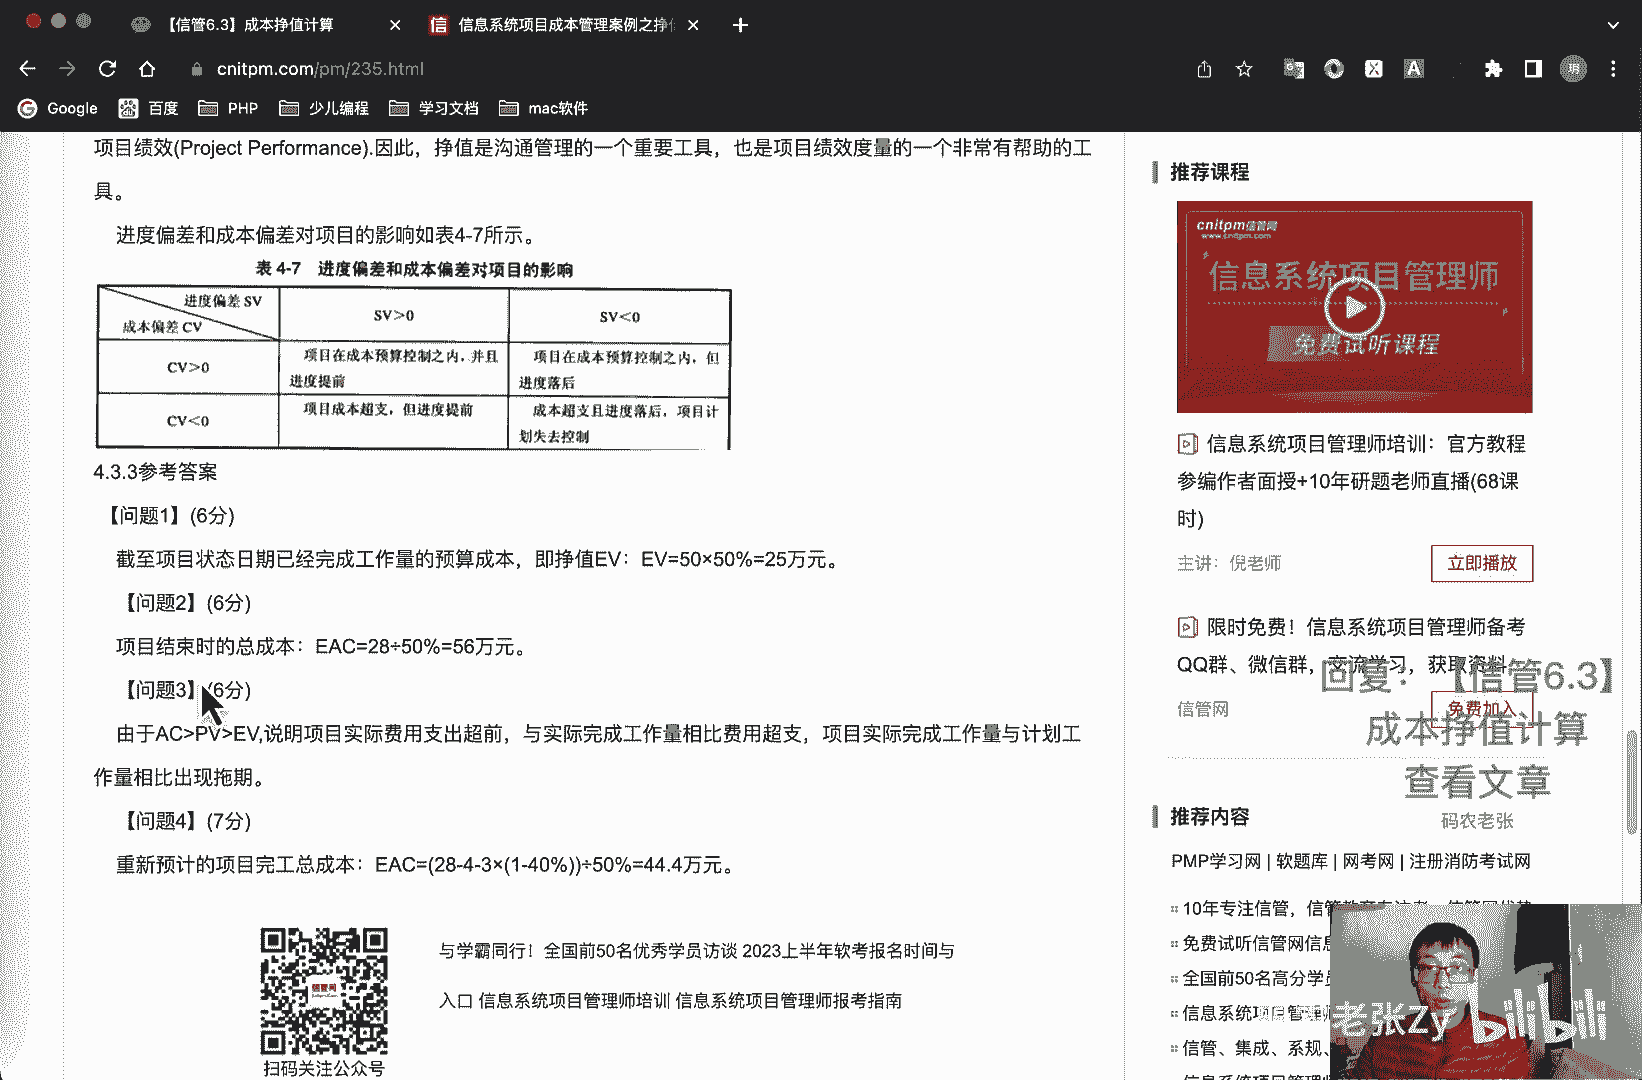 【信管6.3】成本挣值计算
信息系统项目成本管理案例之挣
cnitpm.com/pm/235.html
Google 百度 PHP 少儿编程 学习文档 mac软件
项目绩效(Project Performance).因此，挣值是沟通管理的一个重要工具，也是项目绩效度量的一个非常有帮助的工
具。
进度偏差和成本偏差对项目的影响如表4-7所示。
表 4-7 进度偏差和成本偏差对项目的影响
进度偏差 SV
成本偏差 CV
SV>0
SV<0
CV>0
项目在成本预算控制之内，并且
进度提前
项目在成本预算控制之内，但
进度落后
CV<0
项目成本超支，但进度提前
成本超支且进度落后，项目计
划失去控制
4.3.3参考答案
【问题1】(6分)
截至项目状态日期已经完成工作量的预算成本，即挣值EV：EV=50×50%=25万元。
【问题2】(6分)
项目结束时的总成本：EAC=28÷50%=56万元。
【问题3】(6分)
由于AC>PV>EV,说明项目实际费用支出超前，与实际完成工作量相比费用超支，项目实际完成工作量与计划工
作量相比出现拖期。
【问题4】(7分)
重新预计的项目完工总成本：EAC=(28-4-3×(1-40%))÷50%=44.4万元。
信管网
扫码关注公众号
与学霸同行！全国前50名优秀学员访谈 2023上半年软考报名时间与
入口 信息系统项目管理师培训 信息系统项目管理师报考指南
推荐课程
cnitpm信管网
www.cnitpm.com
信息系统项目管理师
免费试听课程
信息系统项目管理师培训：官方教程
参编作者面授+10年研题老师直播(68课
时)
主讲：倪老师
立即播放
限时免费！信息系统项目管理师备考
QQ群、微信群，交流学习，获取资料
信管网
免费加入
回复：【信管6.3】
成本挣值计算
查看文章
码农老张
推荐内容
PMP学习网 | 软题库 | 网考网 | 注册消防考试网
10年专注信管，信管教育专注者，信管网优势
免费试听信管网信息
全国前50名高分学员
信息系统项目管理师
信管、集成、系规、
老张Zy bilibili